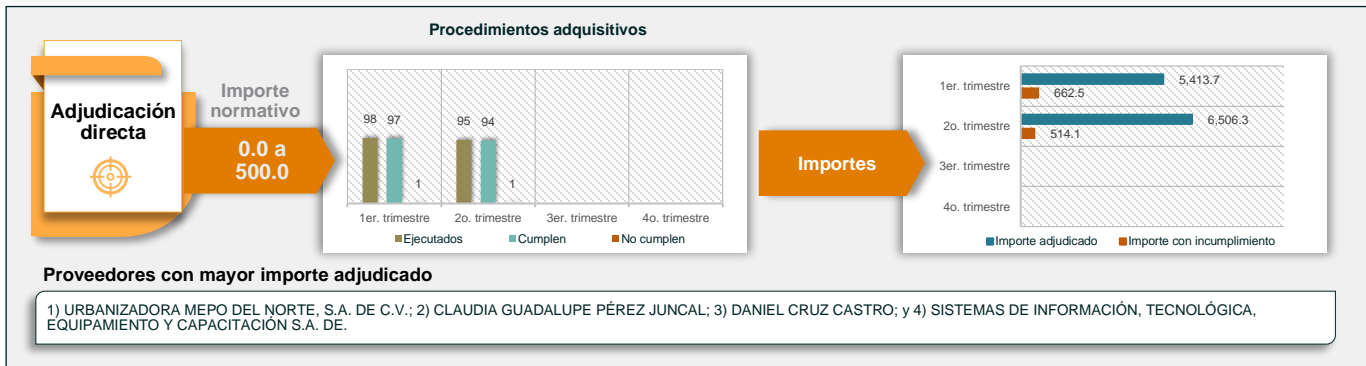 Procedimientos adquisitivos
Adjudicación
directa
Importe
normativo
0.0 a
500.0
98 97 1
95 94 1
1er. trimestre 2o. trimestre 3er. trimestre 4o. trimestre
Ejecutados Cumplen No cumplen
Importes
1er. trimestre 5,413.7
662.5
2o. trimestre 6,506.3
514.1
3er. trimestre
4o. trimestre
Importe adjudicado Importe con incumplimiento
Proveedores con mayor importe adjudicado
1) URBANIZADORA MEPO DEL NORTE, S.A. DE C.V.; 2) CLAUDIA GUADALUPE PÉREZ JUNCAL; 3) DANIEL CRUZ CASTRO; y 4) SISTEMAS DE INFORMACIÓN, TECNOLÓGICA,
EQUIPAMIENTO Y CAPACITACIÓN S.A. DE.